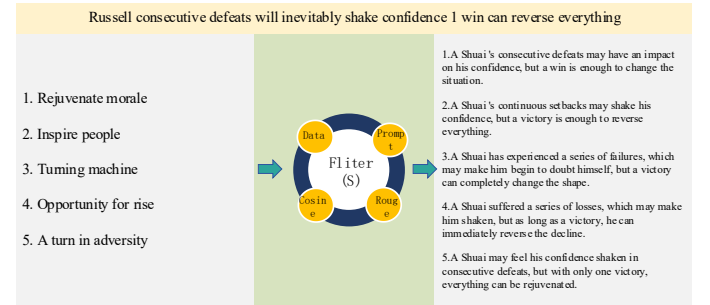 Russell consecutive defeats will inevitably shake confidence 1 win can reverse everything
1. Rejuvenate morale
2. Inspire people
3. Turning machine
4. Opportunity for rise
5. A turn in adversity
Data
Promp
t
Fliter
(S)
Cosin
e
Roug
e
1.A Shuai's consecutive defeats may have an impact
on his confidence, but a win is enough to change the
situation.
2.A Shuai's continuous setbacks may shake his
confidence, but a victory is enough to reverse
everything.
3.A Shuai has experienced a series of failures, which
may make him begin to doubt himself, but a victory
can completely change the shape.
4.A Shuai suffered a series of losses, which may make
him shaken, but as long as a victory, he can
immediately reverse the decline.
5.A Shuai may feel his confidence shaken in
consecutive defeats, but with only one victory,
everything can be rejuvenated.